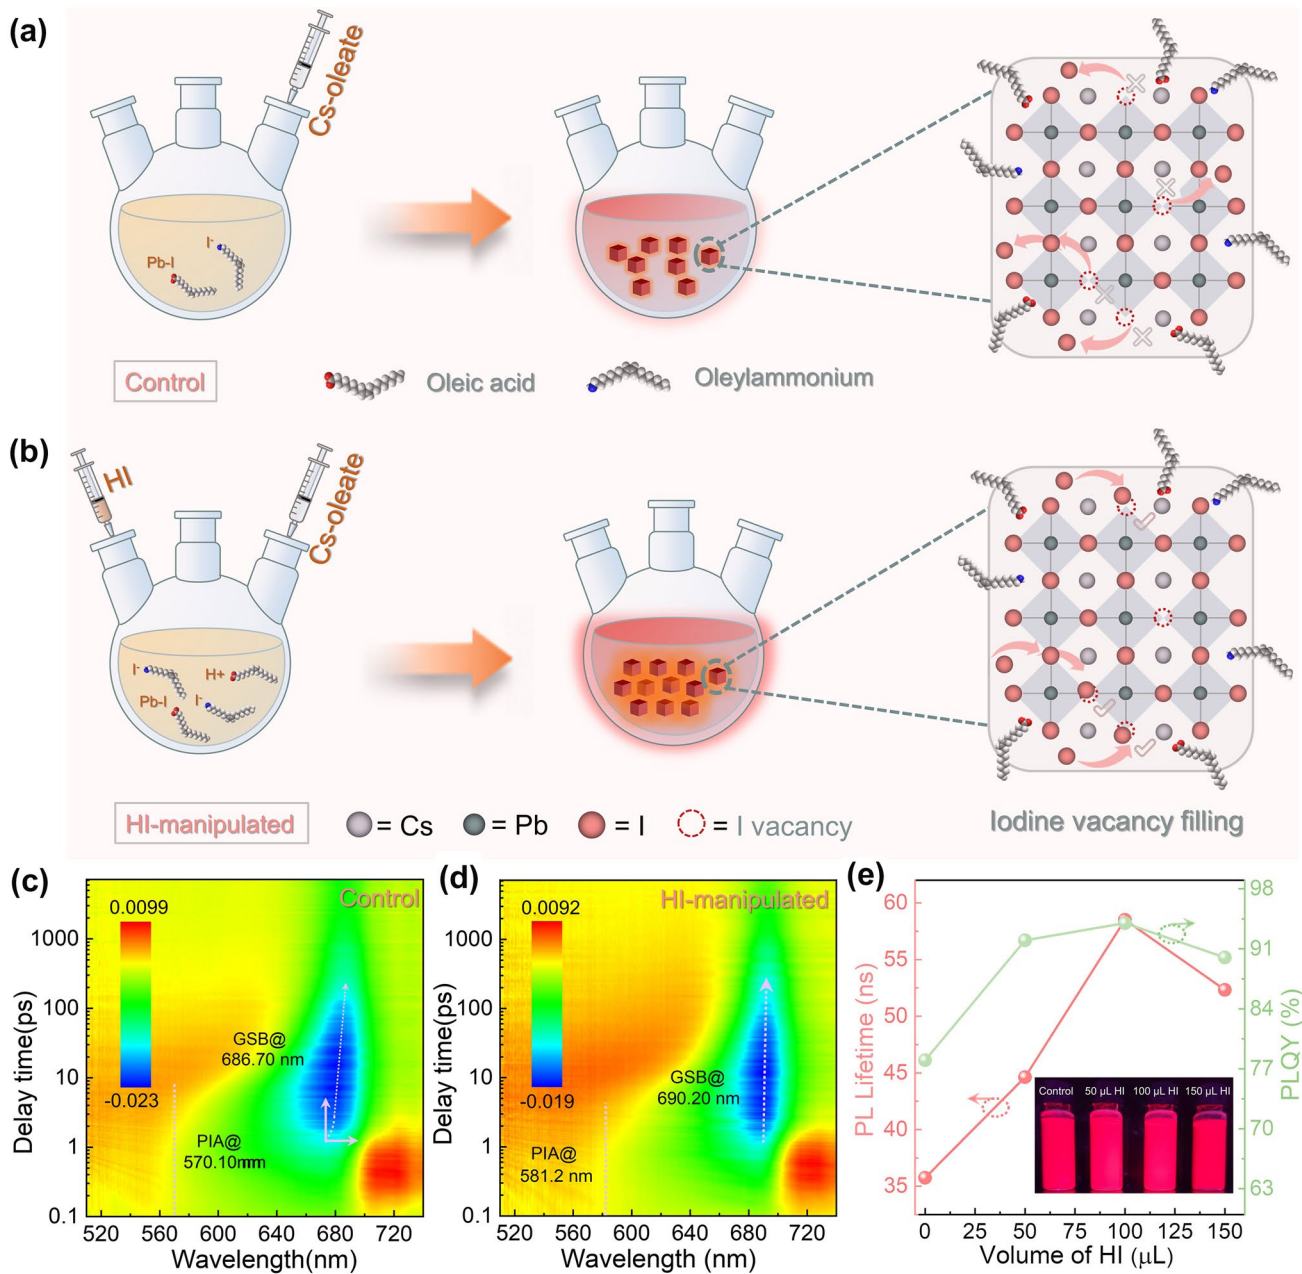 (a)
Cs-oleate
I-
Pb-I
Control
Oleic acid
Oleylammonium
(b)
HI
Cs-oleate
I-
H+
Pb-I
I-
HI-manipulated
= Cs
= Pb
= I
= I vacancy
Iodine vacancy filling
(c)
Control
0.0099
-0.023
GSB@
686.70 nm
PIA@
570.10nm
1000
100
10
1
0.1
Delay time(ps)
520 560 600 640 680 720
Wavelength(nm)
(d)
HI-manipulated
0.0092
-0.019
GSB@
690.20 nm
PIA@
581.2 nm
1000
100
10
1
0.1
Delay time(ps)
520 560 600 640 680 720
Wavelength (nm)
(e)
60
57
55
52
50
47
45
42
40
37
35
PL Lifetime (ns)
98
91
84
77
70
63
PLQY (%)
Control 50 μL HI 100 μL HI 150 μL HI
0 25 50 75 100 125 150
Volume of HI (μL)